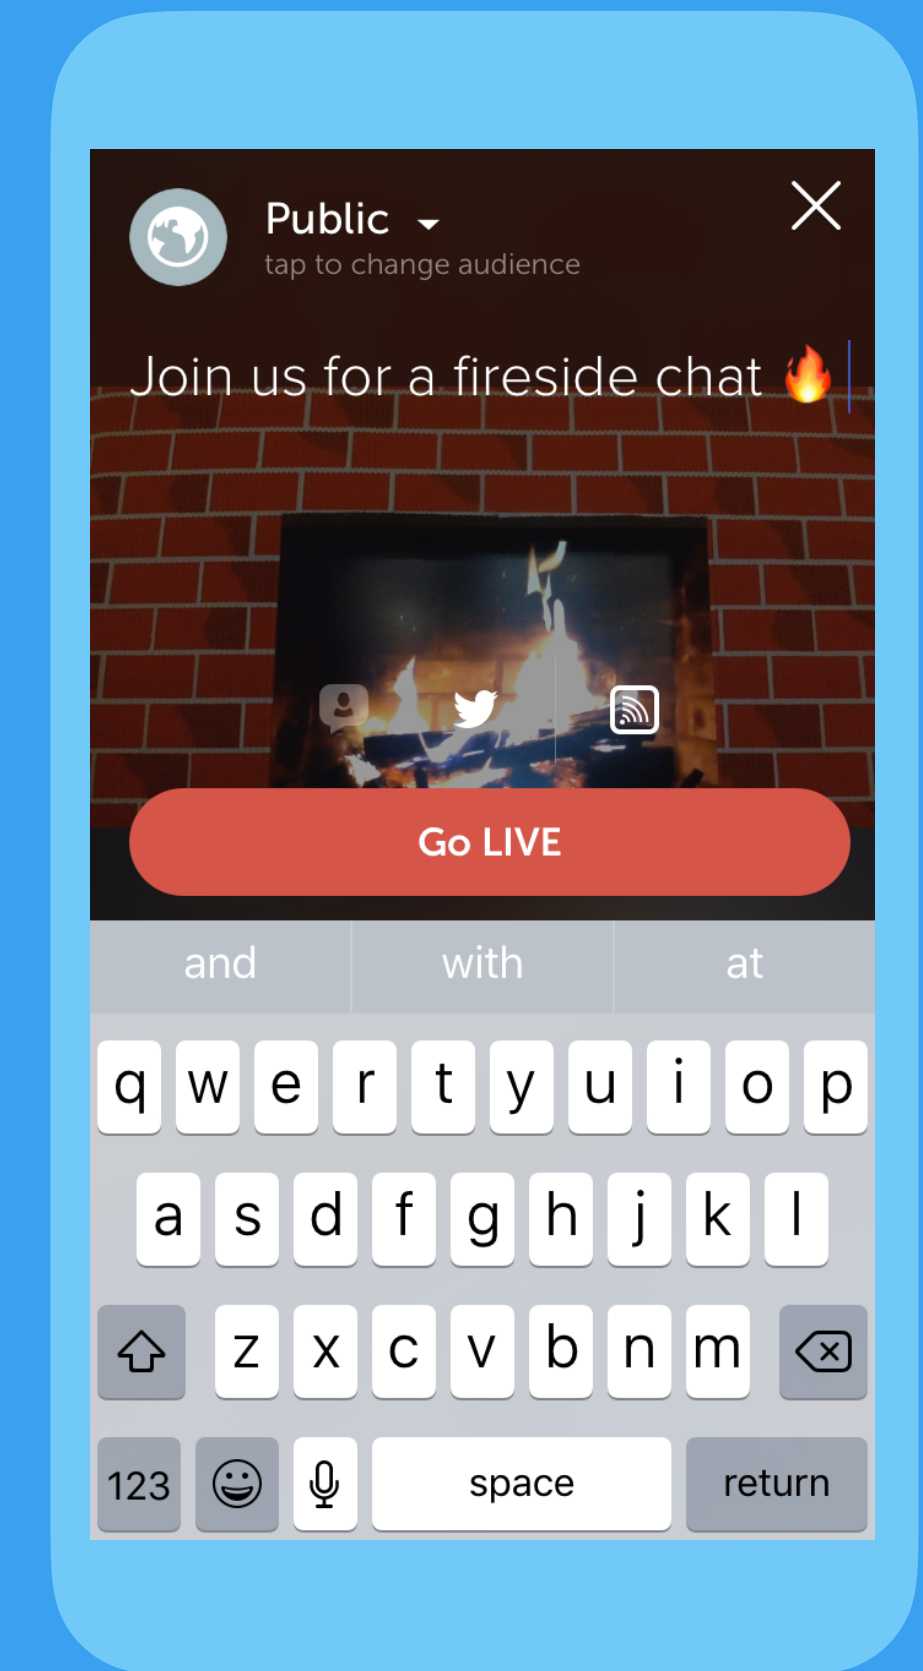 Public
tap to change audience
Join us for a fireside chat 🔥
Go LIVE
and with at
q w e r t y u i o p
a s d f g h j k l
z x c v b n m
123 space return